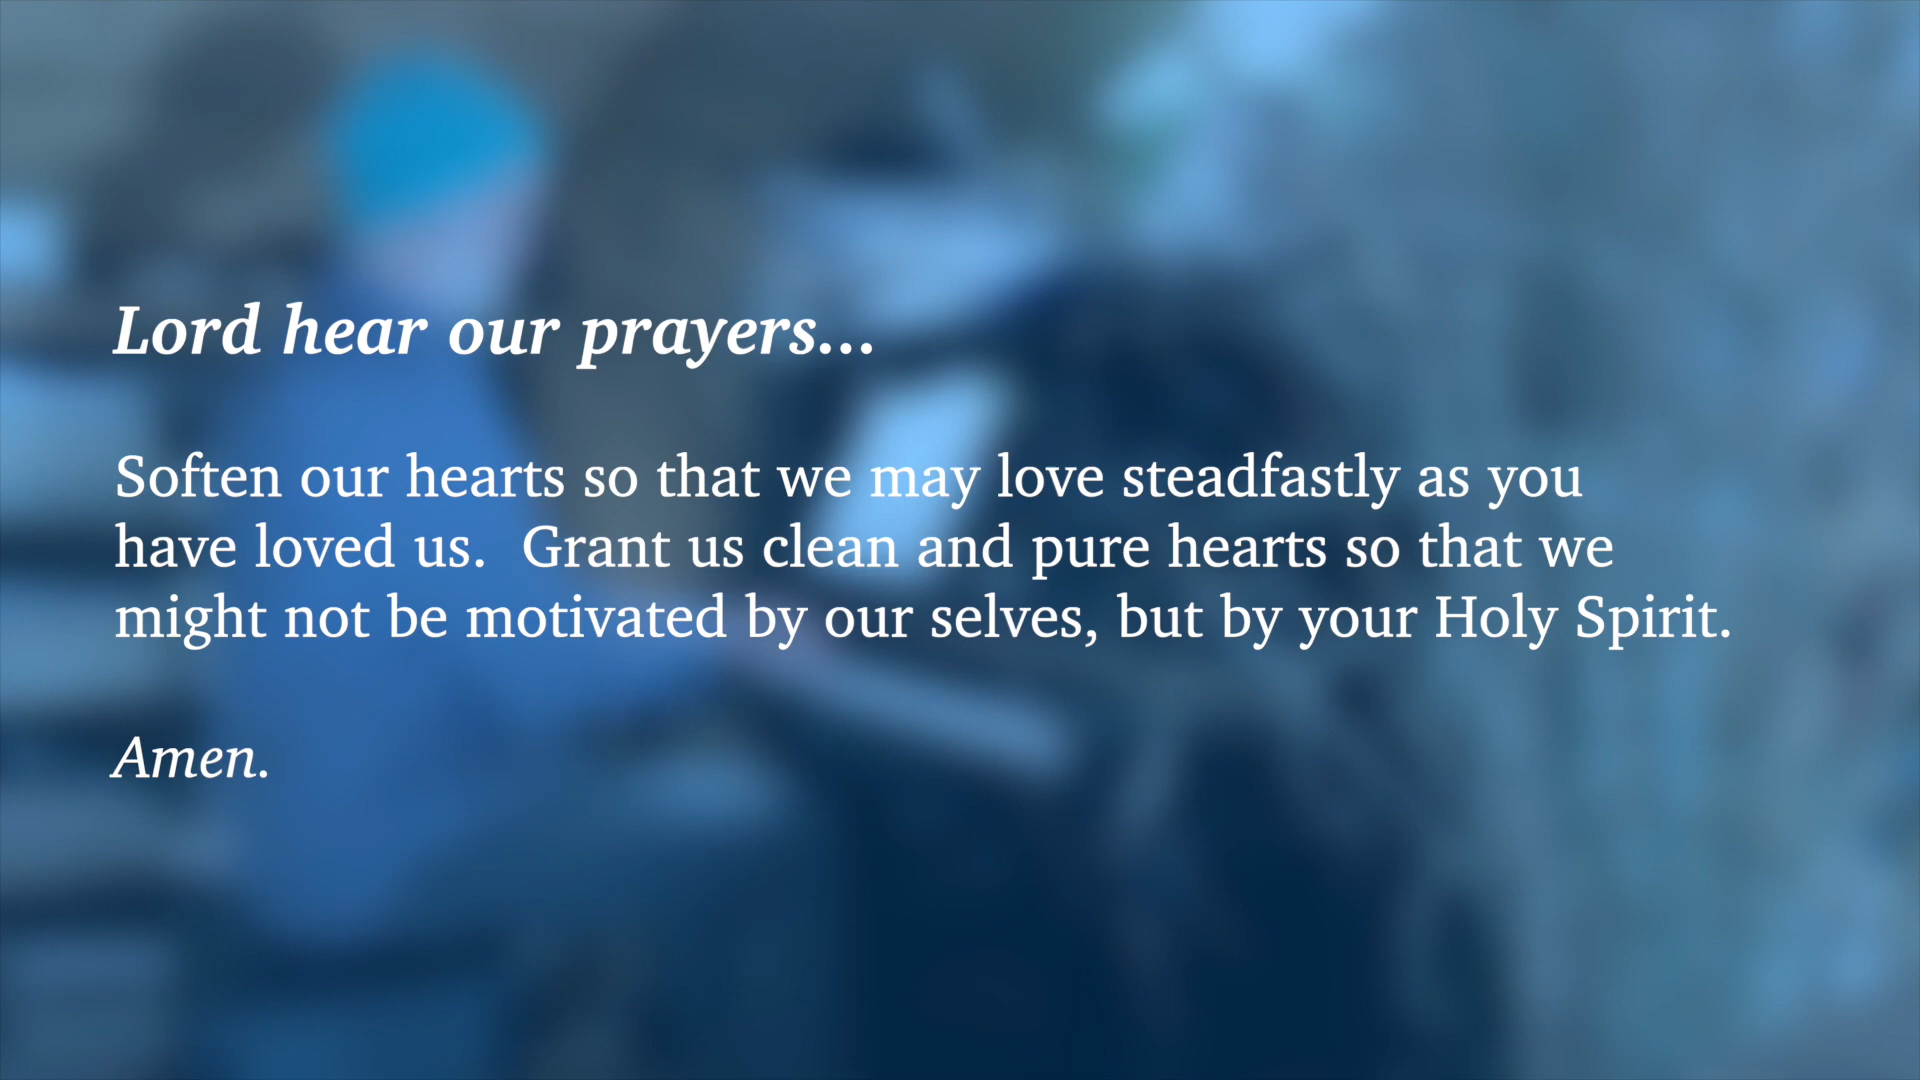 Lord hear our prayers...
Soften our hearts so that we may love steadfastly as you
have loved us.  Grant us clean and pure hearts so that we
might not be motivated by our selves, but by your Holy Spirit.
Amen.